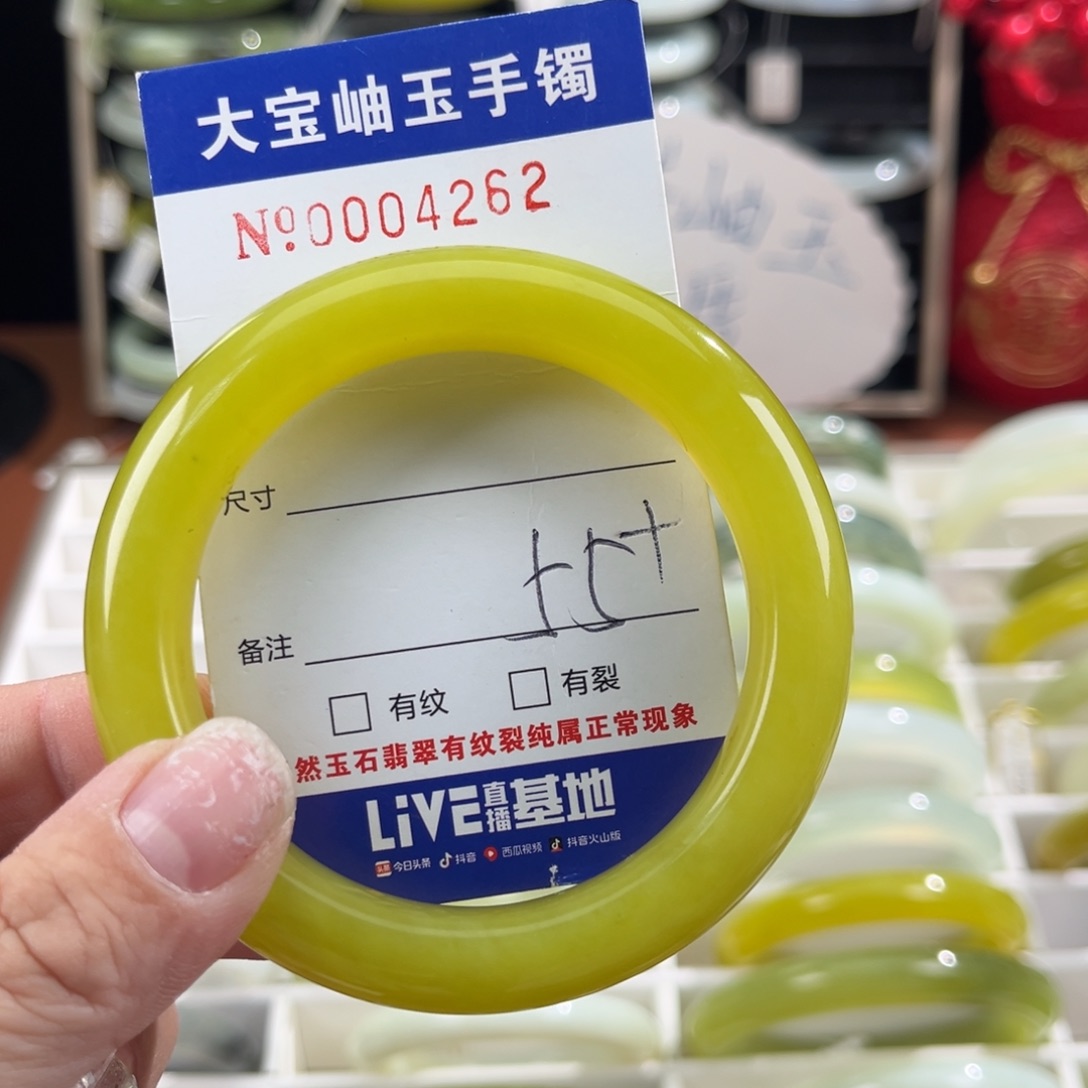 大宝岫玉手镯
№0004262
尺寸
备注
有纹 有裂
然玉石翡翠有纹裂纯属正常现象
LiVE直播基地
头条 今日头条 抖音 西瓜视频 抖音火山版